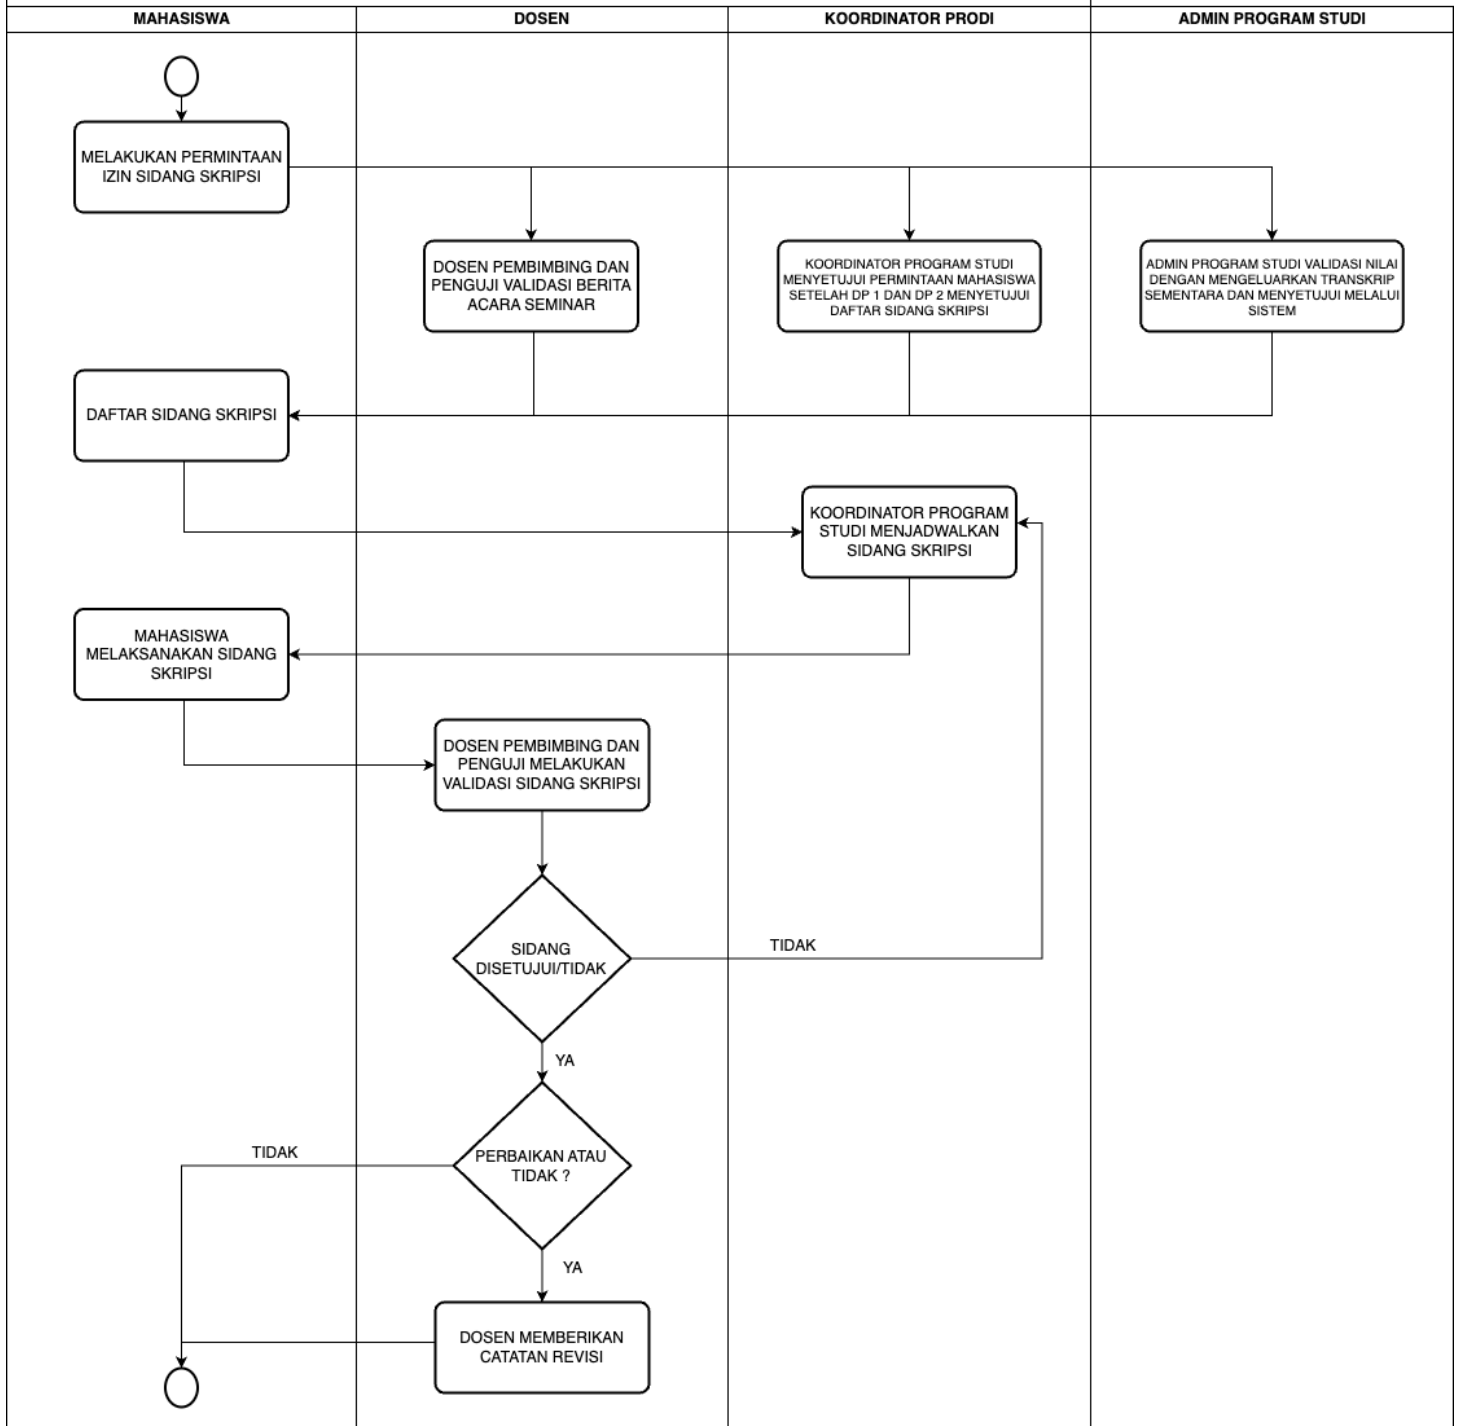 MAHASISWA
DOSEN
KOORDINATOR PRODI
ADMIN PROGRAM STUDI
MELAKUKAN PERMINTAAN
IZIN SIDANG SKRIPSI
DOSEN PEMBIMBING DAN
PENGUJI VALIDASI BERITA
ACARA SEMINAR
KOORDINATOR PROGRAM STUDI
MENYETUJUI PERMINTAAN MAHASISWA
SETELAH DP 1 DAN DP 2 MENYETUJUI
DAFTAR SIDANG SKRIPSI
ADMIN PROGRAM STUDI VALIDASI NILAI
DENGAN MENGELUARKAN TRANSKRIP
SEMENTARA DAN MENYETUJUI MELALUI
SISTEM
DAFTAR SIDANG SKRIPSI
KOORDINATOR PROGRAM
STUDI MENJADWALKAN
SIDANG SKRIPSI
MAHASISWA
MELAKSANAKAN SIDANG
SKRIPSI
DOSEN PEMBIMBING DAN
PENGUJI MELAKUKAN
VALIDASI SIDANG SKRIPSI
SIDANG
DISETUJUI/TIDAK
TIDAK
YA
PERBAIKAN ATAU
TIDAK ?
TIDAK
YA
DOSEN MEMBERIKAN
CATATAN REVISI